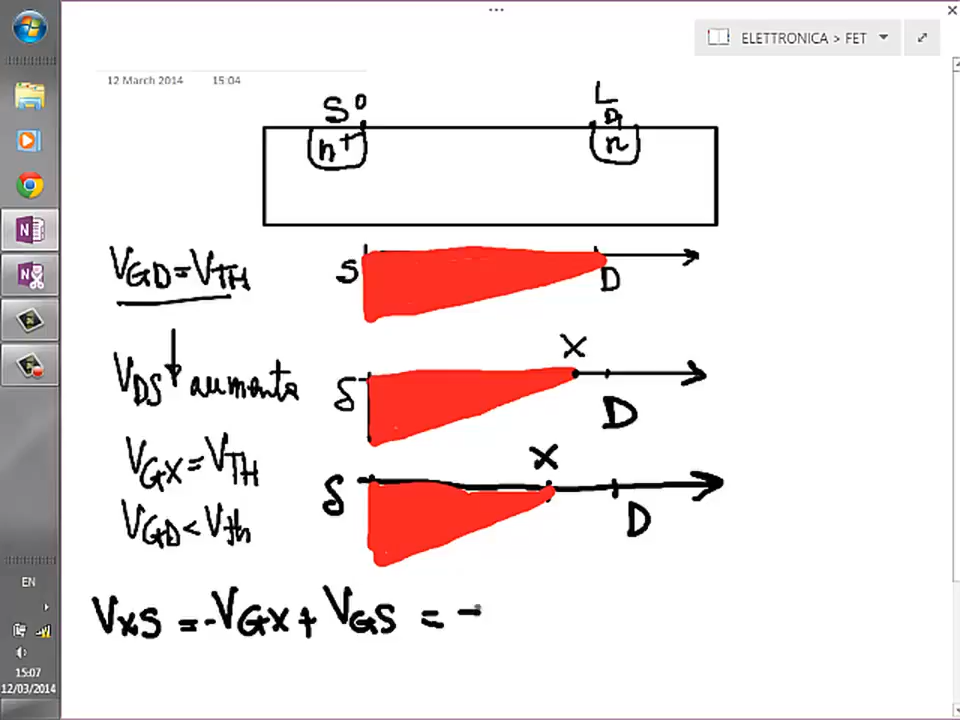 ELETTRONICA > FET
12 March 2014 15:04
S 0 L
D
n+ n
VGD=VTH
S D
X
VDS ↓ aumenta
S D
VGX=VTH
X
S D
VGD<Vth
VXS = -VGX + VGS = -
EN
15:07
12/03/2014